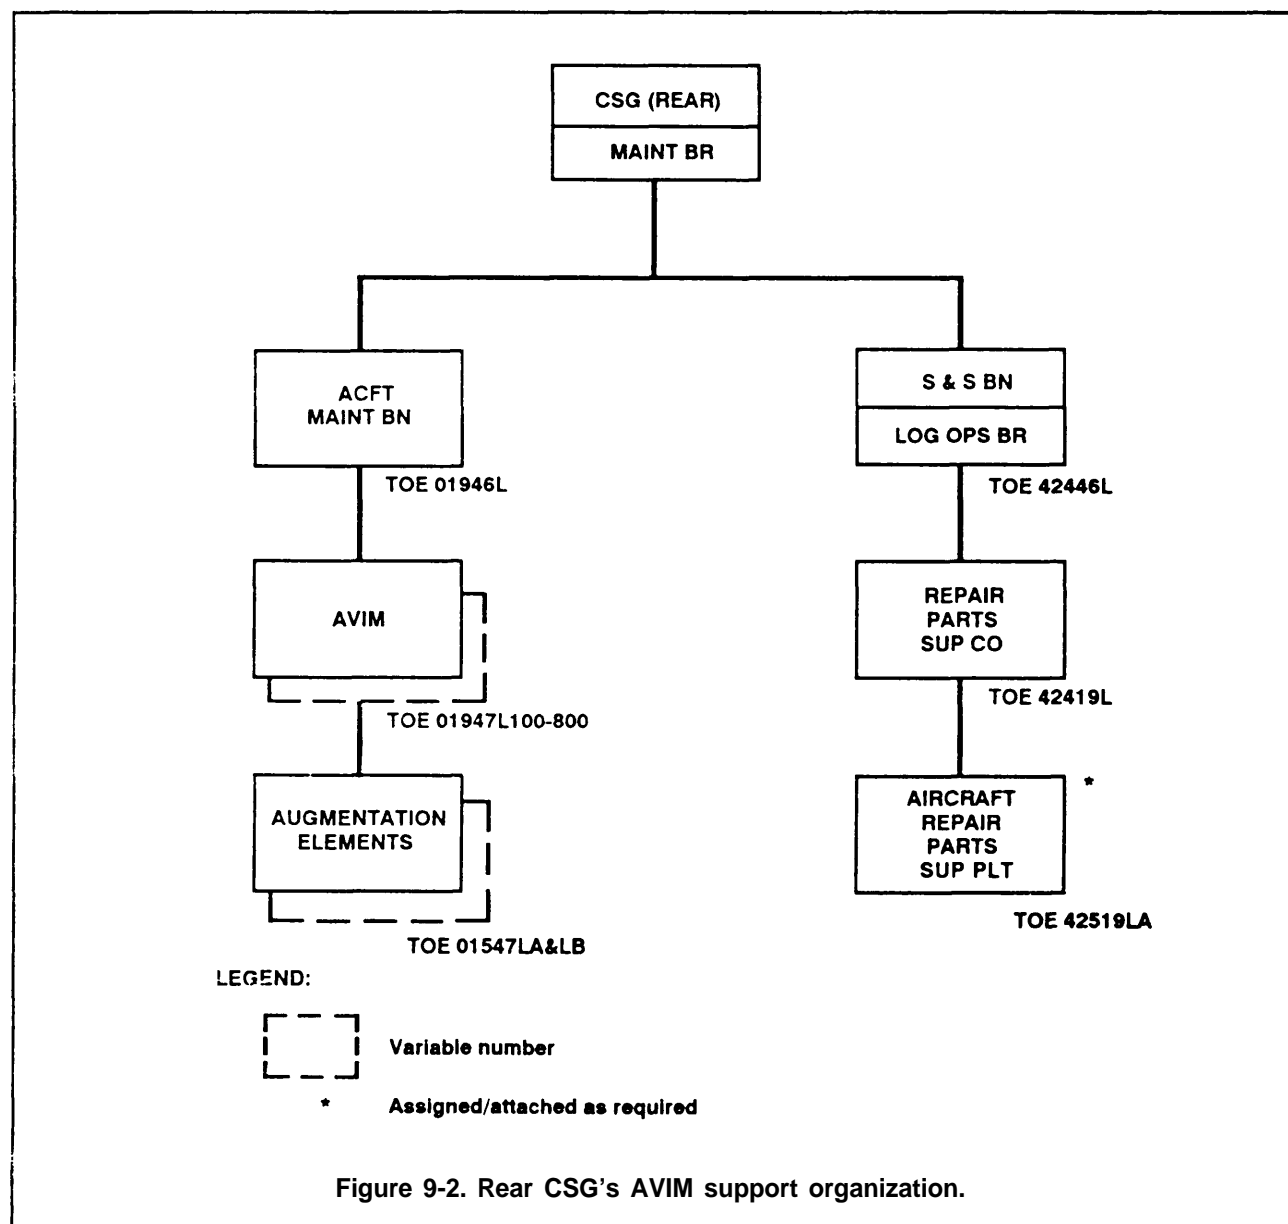 CSG (REAR)
MAINT BR
ACFT
MAINT BN
TOE 01946L
S & S BN
LOG OPS BR
TOE 42446L
AVIM
TOE 01947L100-800
REPAIR
PARTS
SUP CO
TOE 42419L
AUGMENTATION
ELEMENTS
TOE 01547LA&LB
*
AIRCRAFT
REPAIR
PARTS
SUP PLT
TOE 42519LA
LEGEND:
Variable number
* Assigned/attached as required
Figure 9-2. Rear CSG's AVIM support organization.